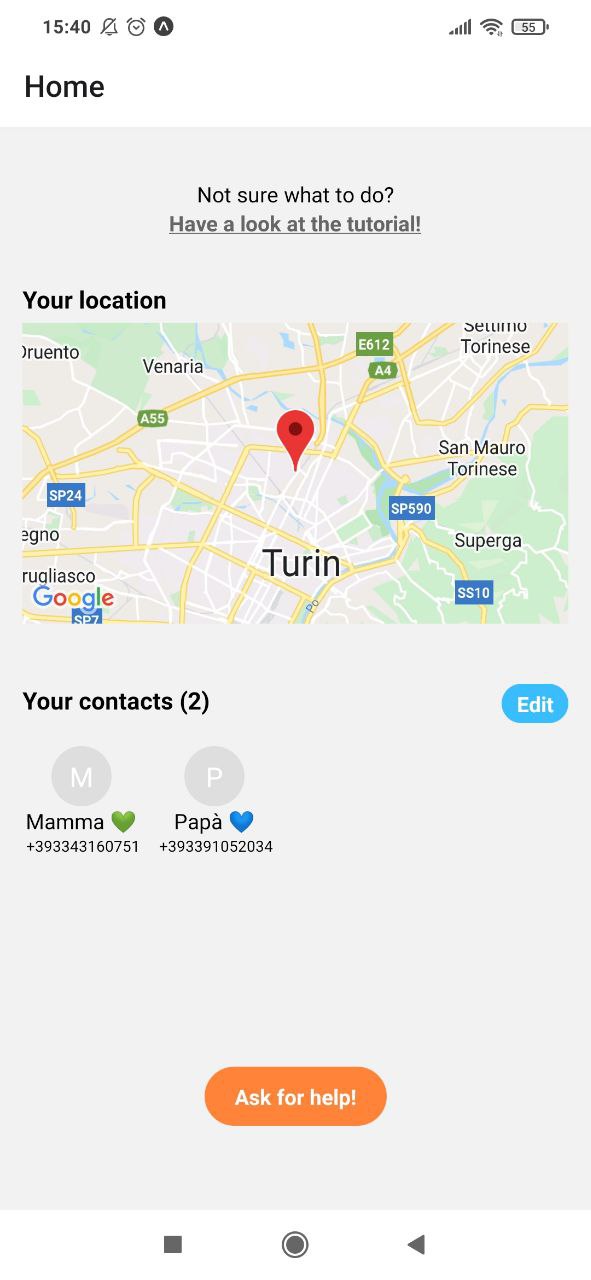 15:40
55
Home
Not sure what to do?
Have a look at the tutorial!
Your location
Settimo
Torinese
E612
Druento
Venaria
A4
A55
San Mauro
Torinese
SP24
SP590
egno
Superga
Turin
rugliasco
Google
SS10
SP7
Po
Your contacts (2)
Edit
M
P
Mamma 💚
Papà 💙
+393343160751
+393391052034
Ask for help!